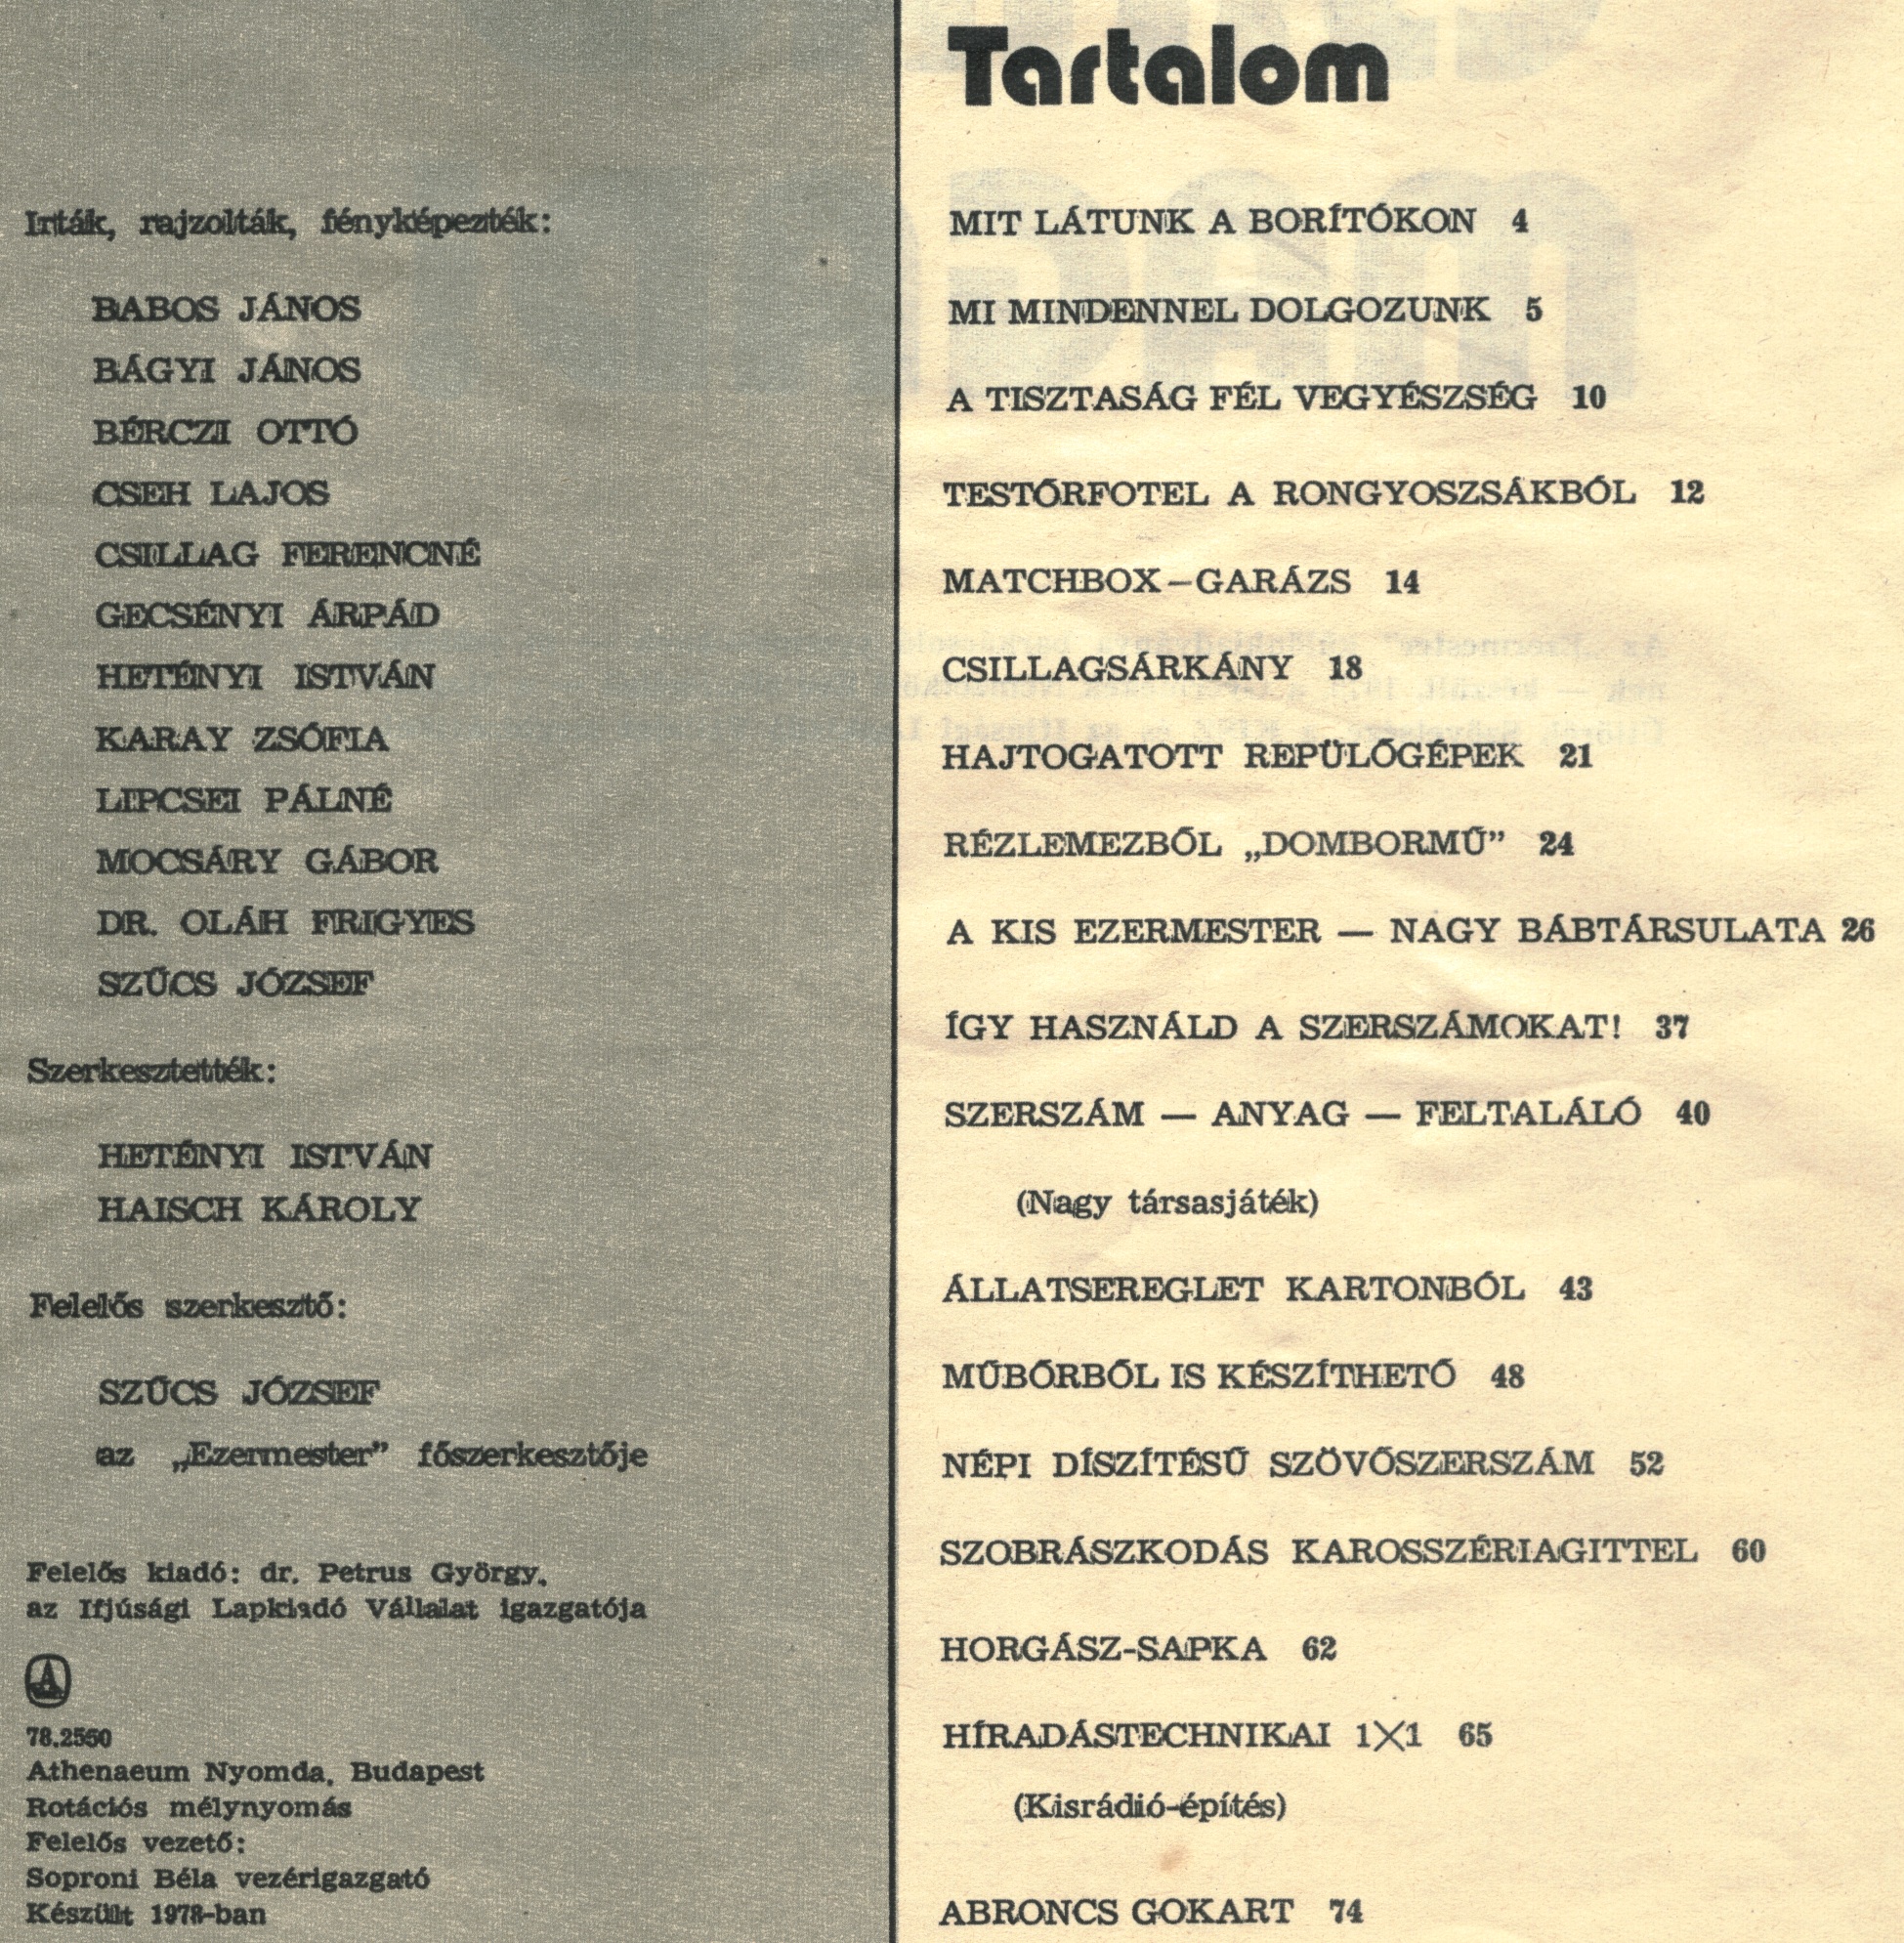 Irták, rajzolták, fényképezték:
BABOS JÁNOS
BÁGYI JÁNOS
BÉRCZI OTTÓ
CSEH LAJOS
CSILLAG FERENCNÉ
GECSÉNYI ÁRPÁD
HETÉNYI ISTVÁN
KARAY ZSÓFIA
LIPCSEI PÁLNÉ
MOCSÁRY GÁBOR
DR. OLÁH FRIGYES
SZŰCS JÓZSEF
Szerkesztették:
HETÉNYI ISTVÁN
HAISCH KÁROLY
Felelős szerkesztő:
SZŰCS JÓZSEF
az „Ezermester” főszerkesztője
Felelős kiadó: dr. Petrus György,
az Ifjúsági Lapkiadó Vállalat igazgatója
78.2550
Athenaeum Nyomda, Budapest
Rotációs mélynyomás
Felelős vezető:
Soproni Béla vezérigazgató
Készült 1978-ban
Tartalom
MIT LÁTUNK A BORÍTÓKON 4
MI MINDENNEL DOLGOZUNK 5
A TISZTASÁG FÉL VEGYÉSZSÉG 10
TESTŐRFOTEL A RONGYOSZSÁKBÓL 12
MATCHBOX–GARÁZS 14
CSILLAGSÁRKÁNY 18
HAJTOGATOTT REPÜLŐGÉPEK 21
RÉZLEMEZBŐL „DOMBORMŰ” 24
A KIS EZERMESTER — NAGY BÁBTÁRSULATA 26
ÍGY HASZNÁLD A SZERSZÁMOKAT! 37
SZERSZÁM — ANYAG — FELTALÁLÓ 40
(Nagy társasjáték)
ÁLLATSEREGLET KARTONBÓL 43
MŰBŐRBŐL IS KÉSZÍTHETŐ 48
NÉPI DÍSZÍTÉSŰ SZÖVŐSZERSZÁM 52
SZOBRÁSZKODÁS KAROSSZÉRIAGITTEL 60
HORGÁSZ-SAPKA 62
HÍRADÁSTECHNIKAI 1X1 65
(Kisrádió-építés)
ABRONCS GOKART 74